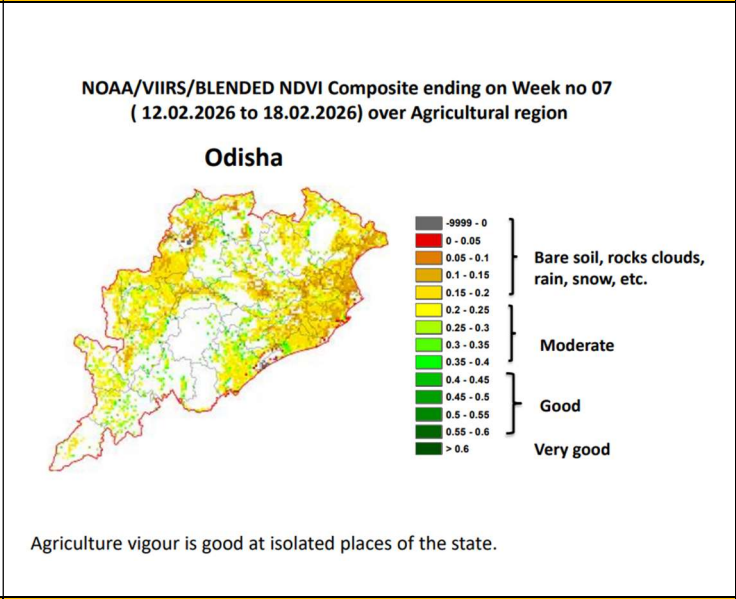 NOAA/VIIRS/BLENDED NDVI Composite ending on Week no 07
( 12.02.2026 to 18.02.2026) over Agricultural region
Odisha
-9999 - 0
0 - 0.05
0.05 - 0.1
0.1 - 0.15
0.15 - 0.2
0.2 - 0.25
0.25 - 0.3
0.3 - 0.35
0.35 - 0.4
0.4 - 0.45
0.45 - 0.5
0.5 - 0.55
0.55 - 0.6
> 0.6
Bare soil, rocks clouds,
rain, snow, etc.
Moderate
Good
Very good
Agriculture vigour is good at isolated places of the state.